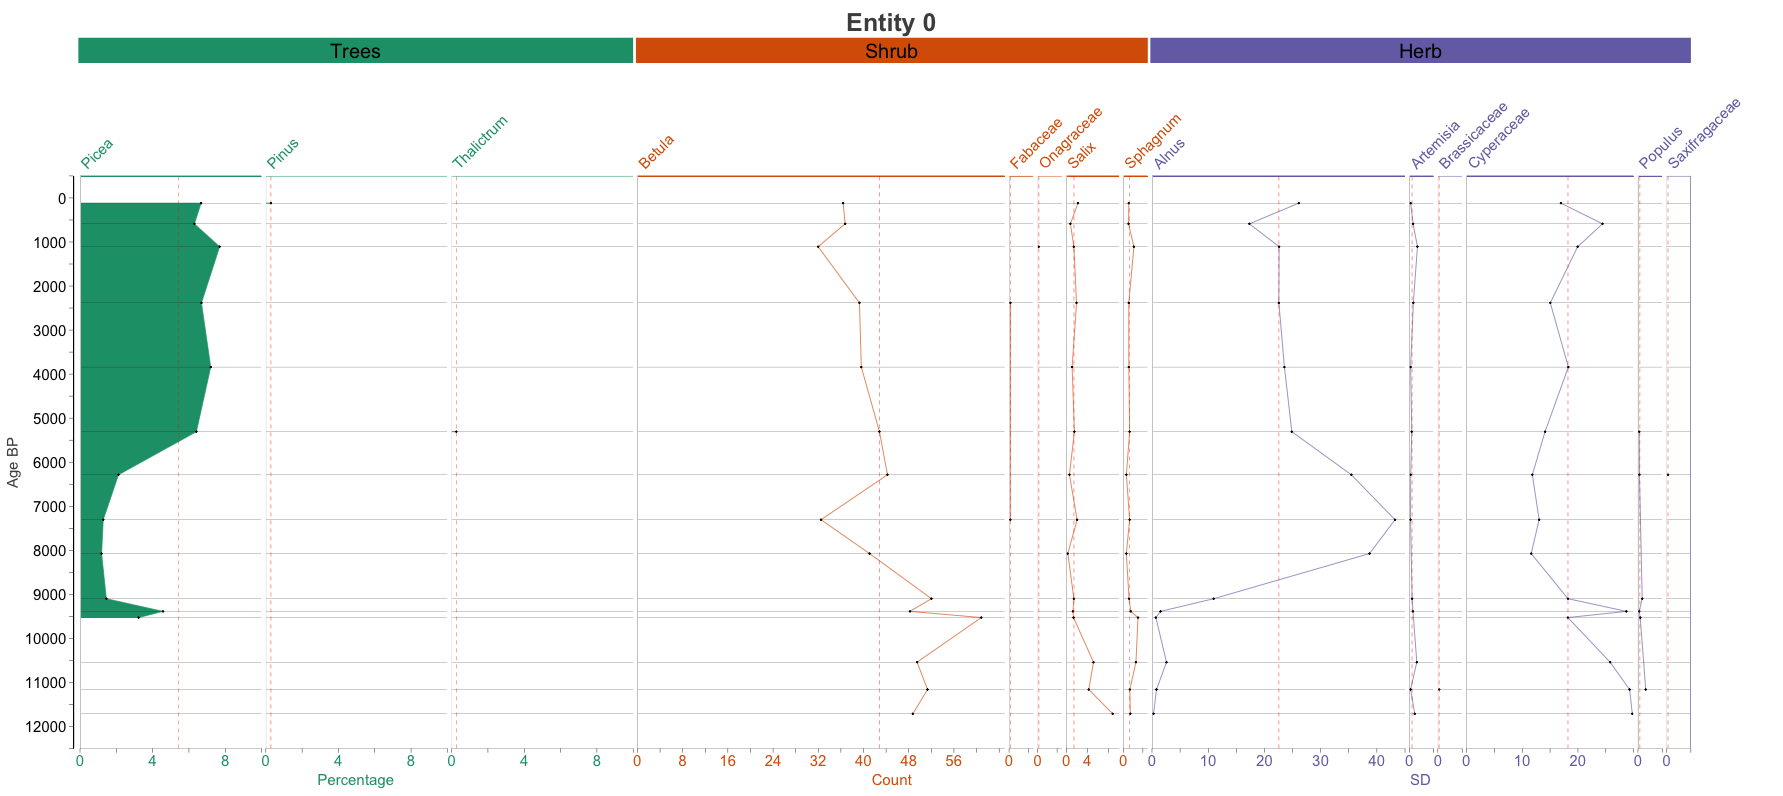 Entity 0
Trees Shrub Herb
Picea Pinus Thalictrum Betula Fabaceae Onagraceae Salix Sphagnum Alnus Artemisia Brassicaceae Cyperaceae Populus Saxifragaceae
0
1000
2000
3000
4000
5000
6000
7000
8000
9000
10000
11000
12000
Age BP
0 4 8 0 4 8 0 4 8 0 8 16 24 32 40 48 56 0 0 0 4 0 0 10 20 30 40 0 0 0 10 20 0 0
Percentage Count SD